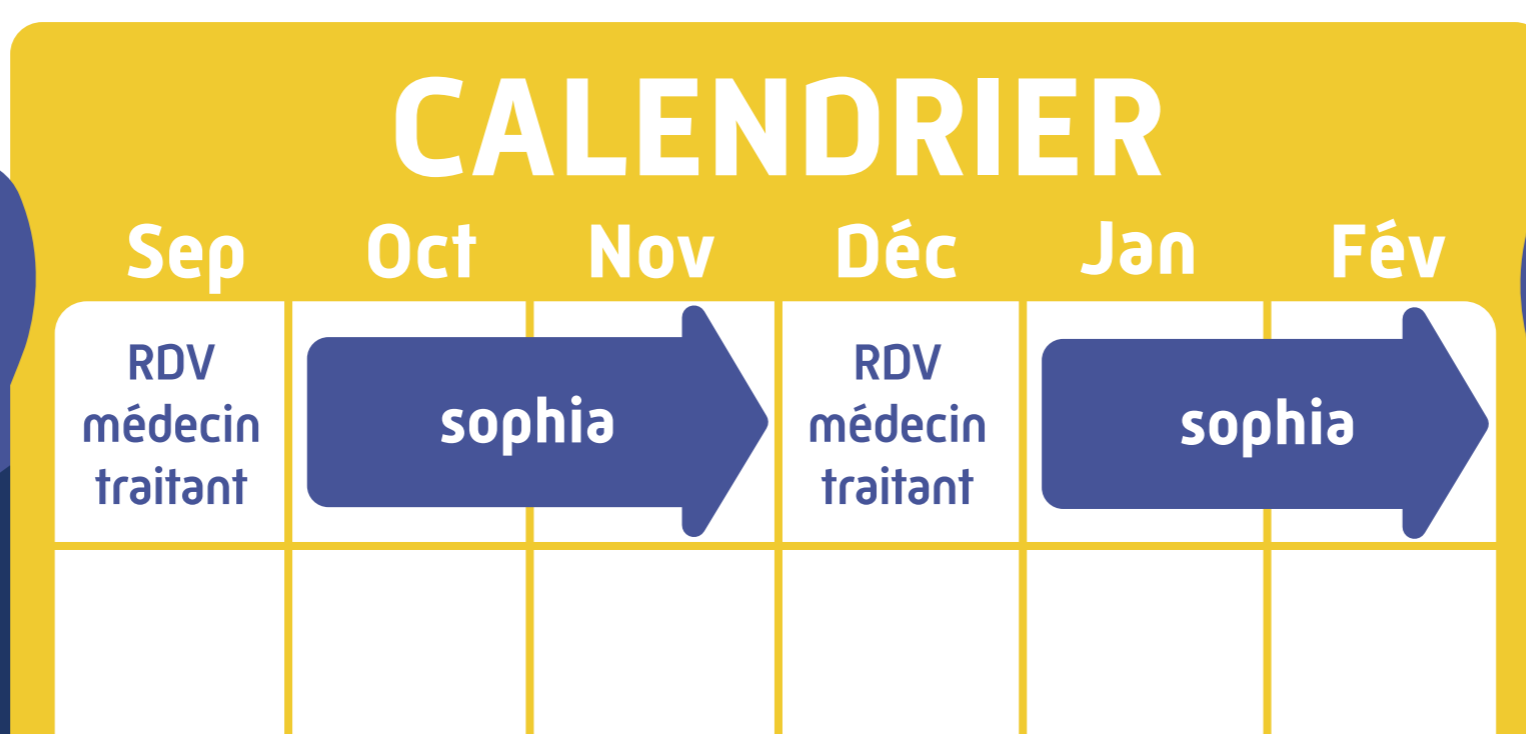 CALENDRIER
Sep Oct Nov Déc Jan Fév
RDV
médecin
traitant
sophia
RDV
médecin
traitant
sophia